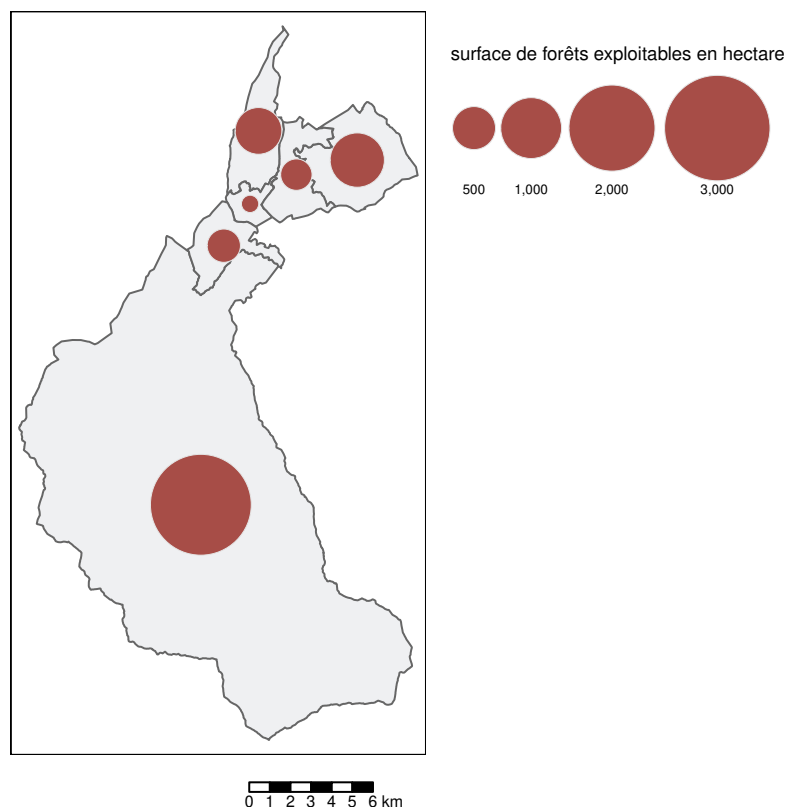 surface de forêts exploitables en hectare
500 1,000 2,000 3,000
0 1 2 3 4 5 6 km